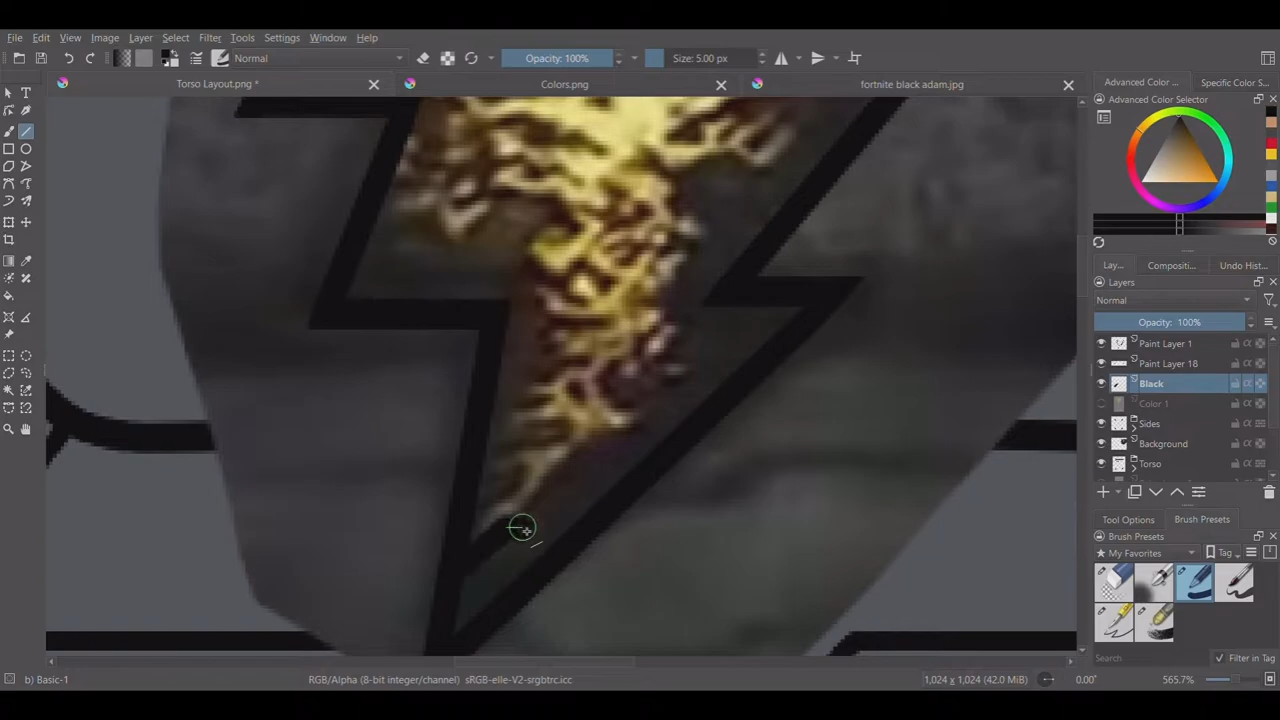 File Edit View Image Layer Select Filter Tools Settings Window Help
Normal Opacity: 100% Size: 5.00 px
Torso Layout.png * Colors.png fortnite black adam.jpg
Advanced Color ... Specific Color S...
Advanced Color Selector
Lay... Compositi... Undo Hist...
Layers
Normal
Opacity: 100%
Paint Layer 1
Paint Layer 18
Black
Color 1
Sides
Background
Torso
Tool Options Brush Presets
Brush Presets
My Favorites Tag
Search Filter in Tag
b) Basic-1 RGB/Alpha (8-bit integer/channel) sRGB-elle-V2-srgbtrc.icc 1,024 x 1,024 (42.0 MiB) 0.00° 565.7%